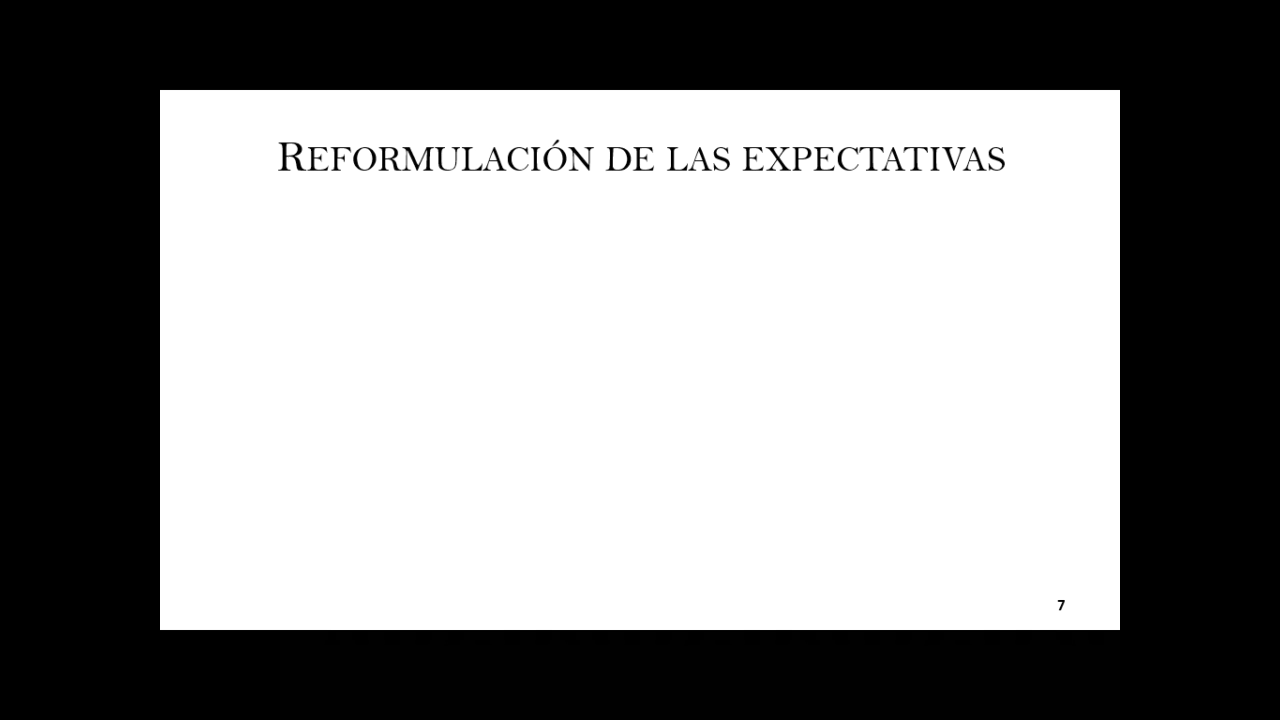 REFORMULACIÓN DE LAS EXPECTATIVAS
7